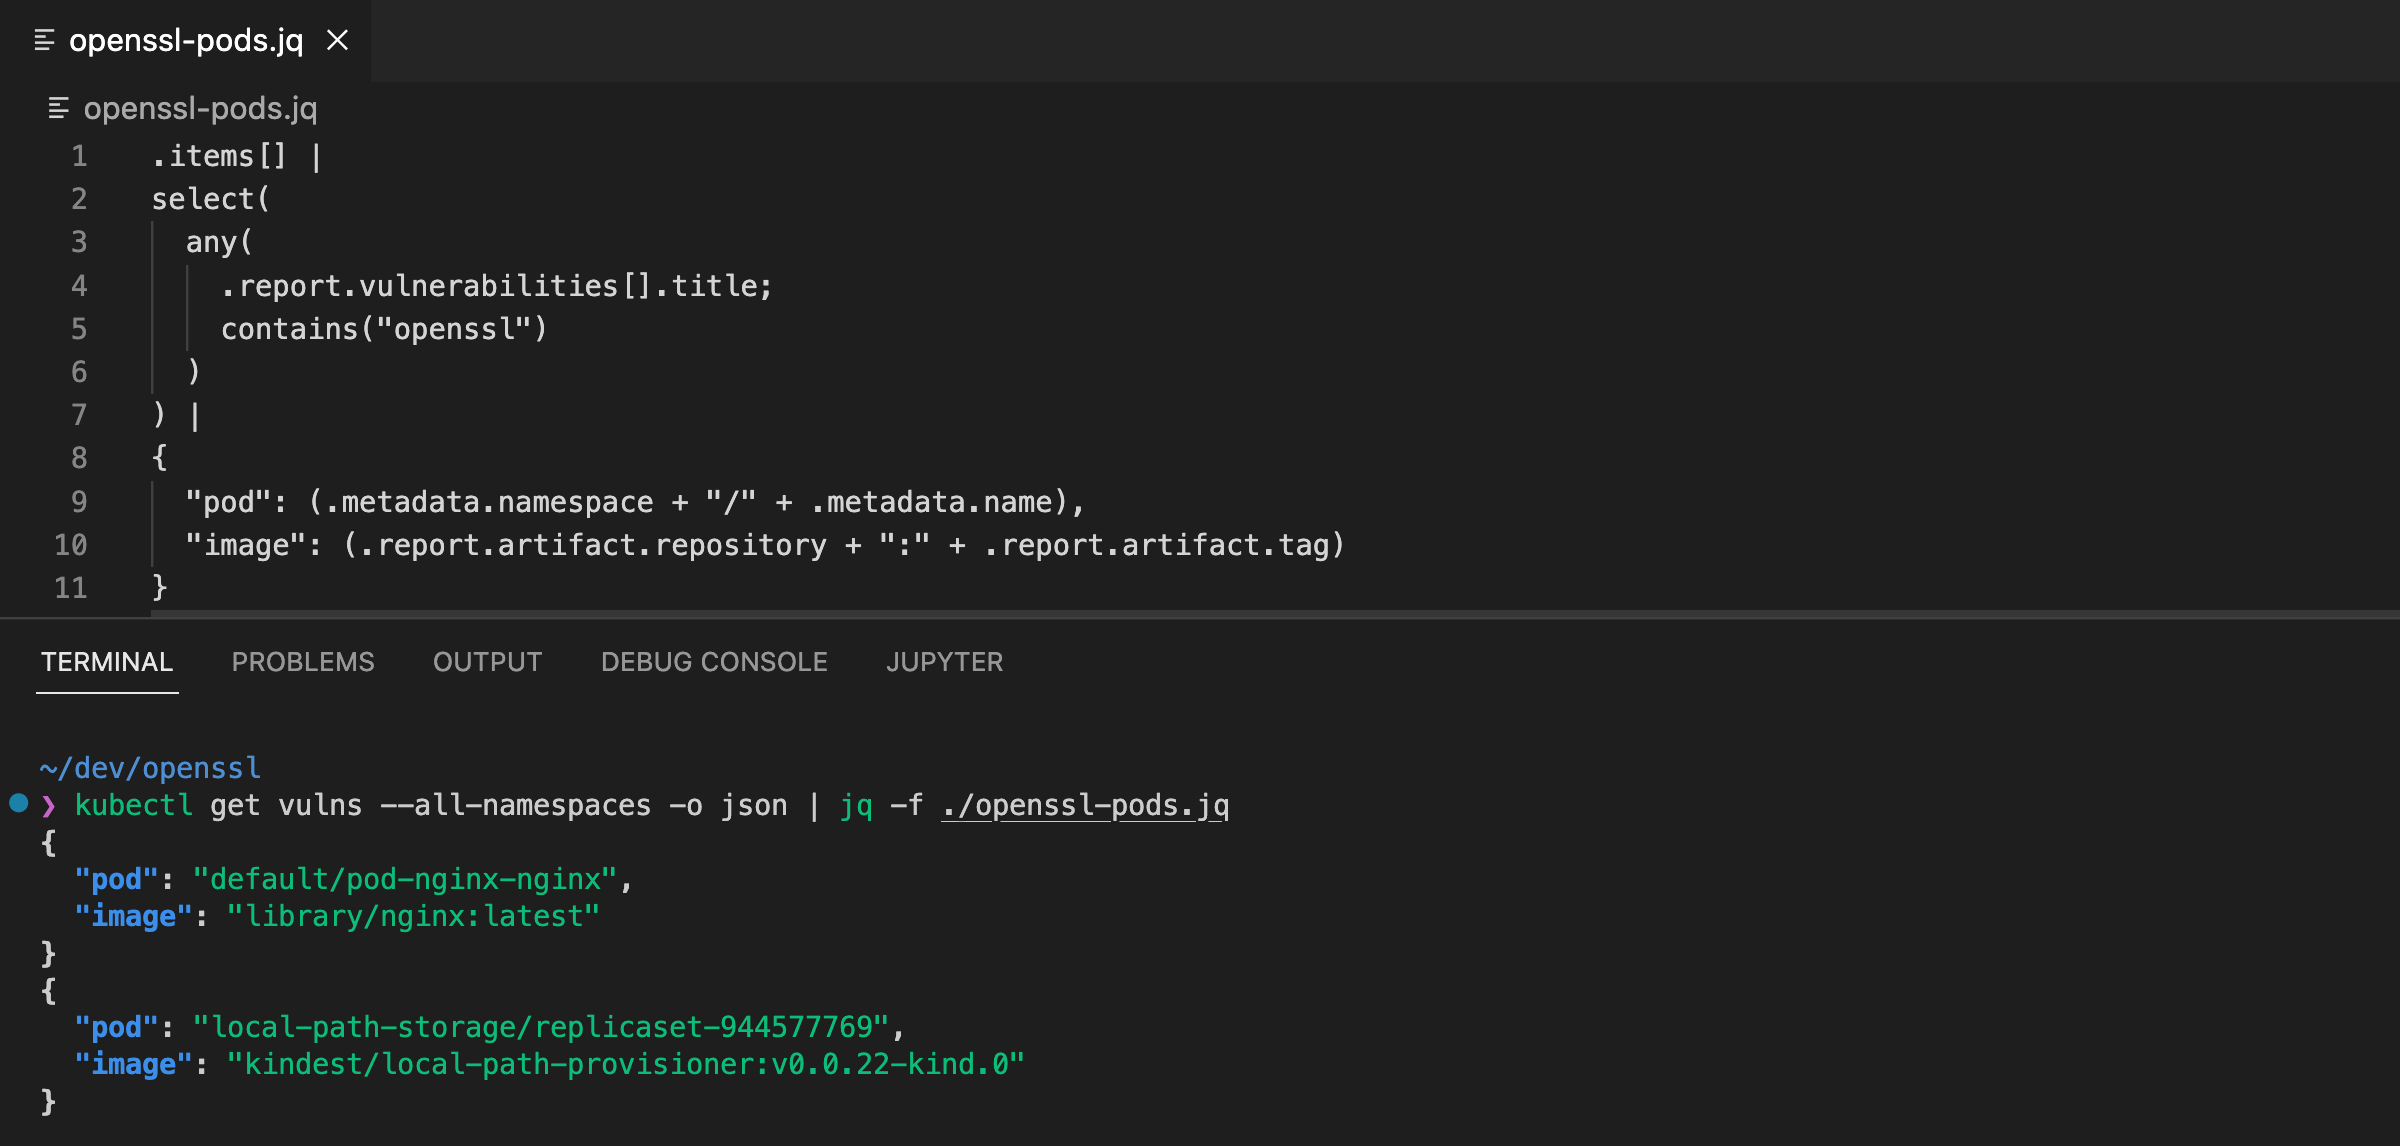 openssl-pods.jq
openssl-pods.jq
1 .items[] |
2 select(
3 any(
4 .report.vulnerabilities[].title;
5 contains("openssl")
6 )
7 ) |
8 {
9 "pod": (.metadata.namespace + "/" + .metadata.name),
10 "image": (.report.artifact.repository + ":" + .report.artifact.tag)
11 }
TERMINAL PROBLEMS OUTPUT DEBUG CONSOLE JUPYTER
~/dev/openssl
❯ kubectl get vulns --all-namespaces -o json | jq -f ./openssl-pods.jq
{
"pod": "default/pod-nginx-nginx",
"image": "library/nginx:latest"
}
{
"pod": "local-path-storage/replicaset-944577769",
"image": "kindest/local-path-provisioner:v0.0.22-kind.0"
}